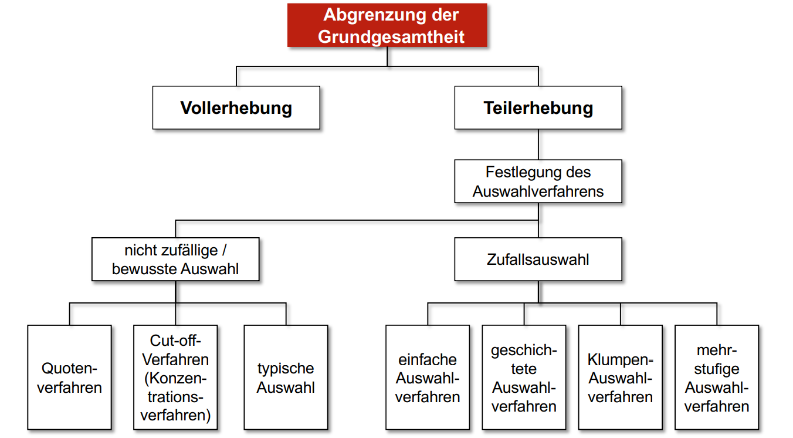 Abgrenzung der
Grundgesamtheit
Vollerhebung
Teilerhebung
Festlegung des
Auswahlverfahrens
nicht zufällige /
bewusste Auswahl
Zufallsauswahl
Quoten-
verfahren
Cut-off-
Verfahren
(Konzen-
trations-
verfahren)
typische
Auswahl
einfache
Auswahl-
verfahren
geschich-
tete
Auswahl-
verfahren
Klumpen-
Auswahl-
verfahren
mehr-
stufige
Auswahl-
verfahren